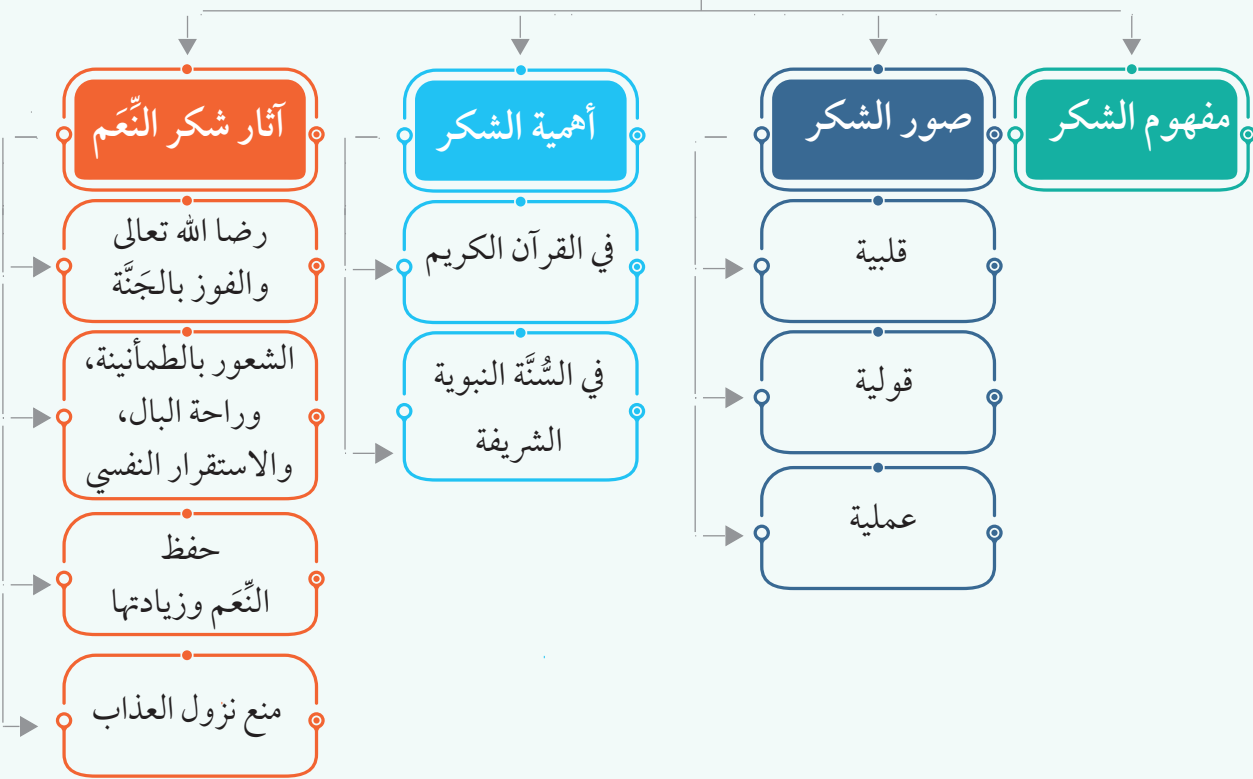 مفهوم الشكر
صور الشكر
قلبية
قولية
عملية
أهمية الشكر
في القرآن الكريم
في السُّنَّة النبوية
الشريفة
آثار شكر النِّعَم
رضا الله تعالى
والفوز بالجَنَّة
الشعور بالطمأنينة،
وراحة البال،
والاستقرار النفسي
حفظ
النِّعَم وزيادتها
منع نزول العذاب